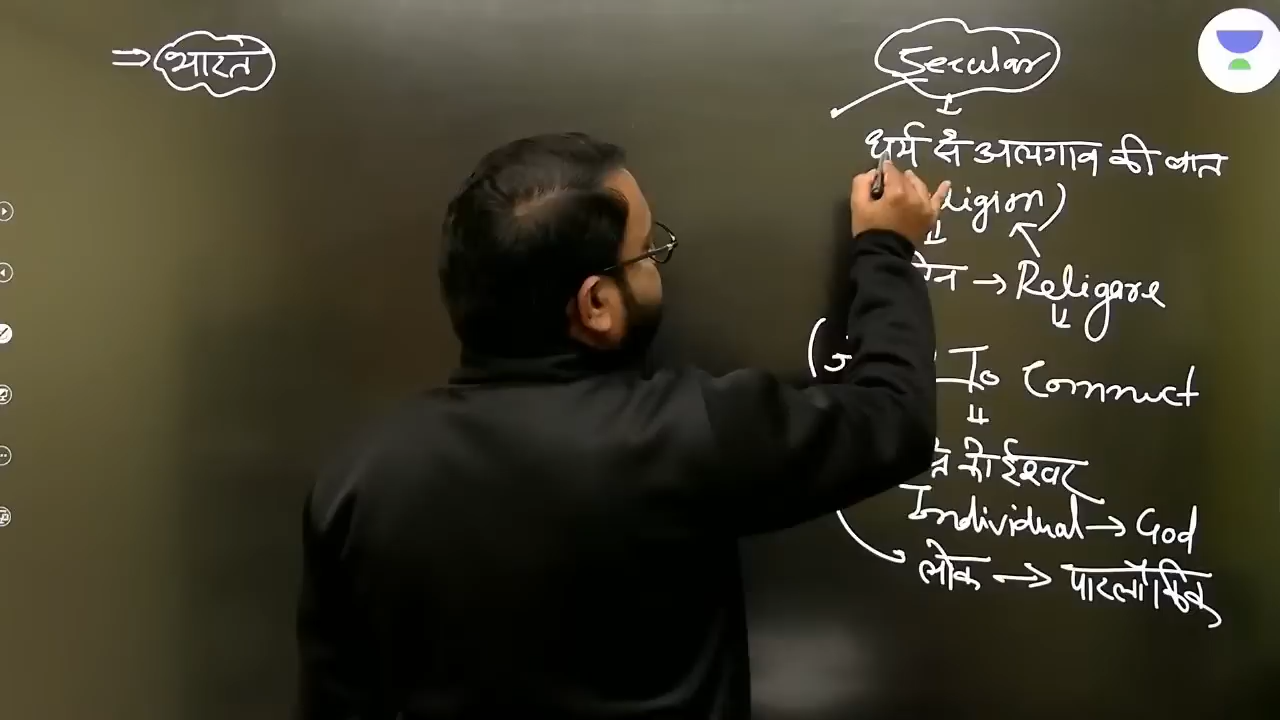 ⇒ भारत
Secular
धर्म से अलगाव की बात
ligion)
→ Religare
To Connect
को ईश्वर
Individual → God
लोक → पारलौकिक